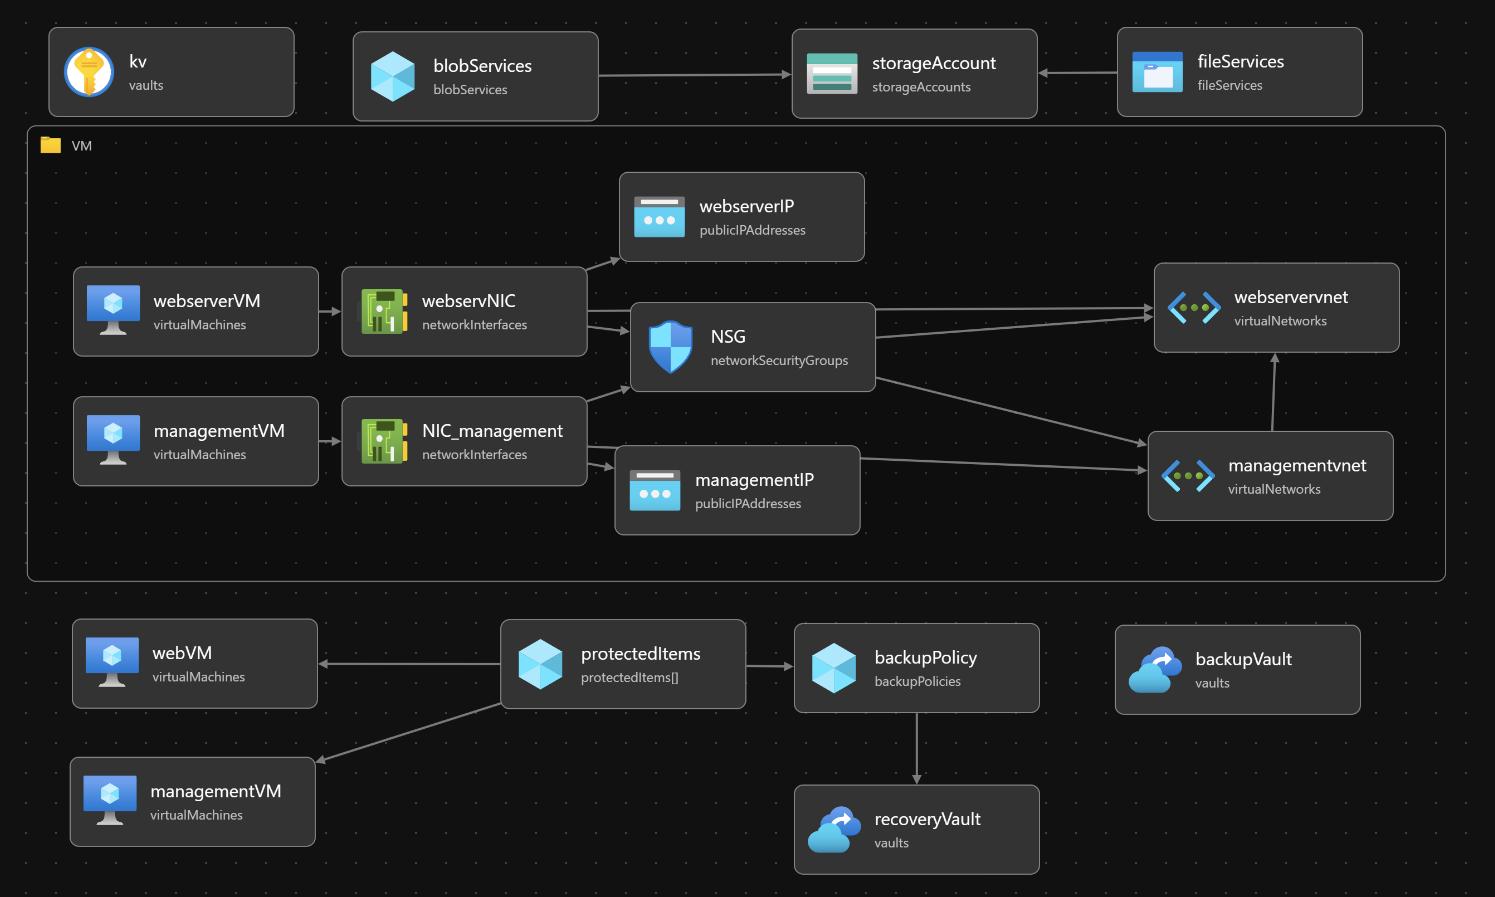 kv
vaults
blobServices
blobServices
storageAccount
storageAccounts
fileServices
fileServices
VM
webserverIP
publicIPAddresses
webserverVM
virtualMachines
webservNIC
networkInterfaces
NSG
networkSecurityGroups
webservervnet
virtualNetworks
managementVM
virtualMachines
NIC_management
networkInterfaces
managementIP
publicIPAddresses
managementvnet
virtualNetworks
webVM
virtualMachines
protectedItems
protectedItems[]
backupPolicy
backupPolicies
backupVault
vaults
managementVM
virtualMachines
recoveryVault
vaults